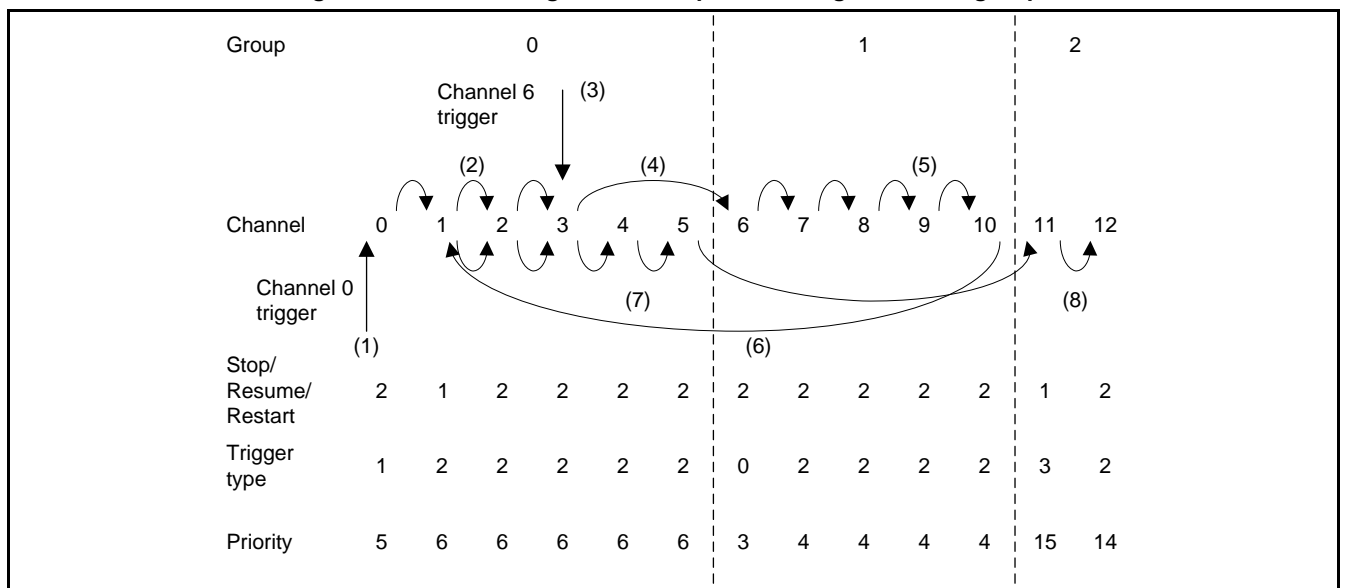 Group 0 1 2
Channel 6
trigger
(3)
(2) (4) (5)
Channel 0 1 2 3 4 5 6 7 8 9 10 11 12
Channel 0
trigger
(7) (8)
(1) (6)
Stop/
Resume/
Restart
2 1 2 2 2 2 2 2 2 2 2 1 2
Trigger
type
1 2 2 2 2 2 0 2 2 2 2 3 2
Priority 5 6 6 6 6 6 3 4 4 4 4 15 14